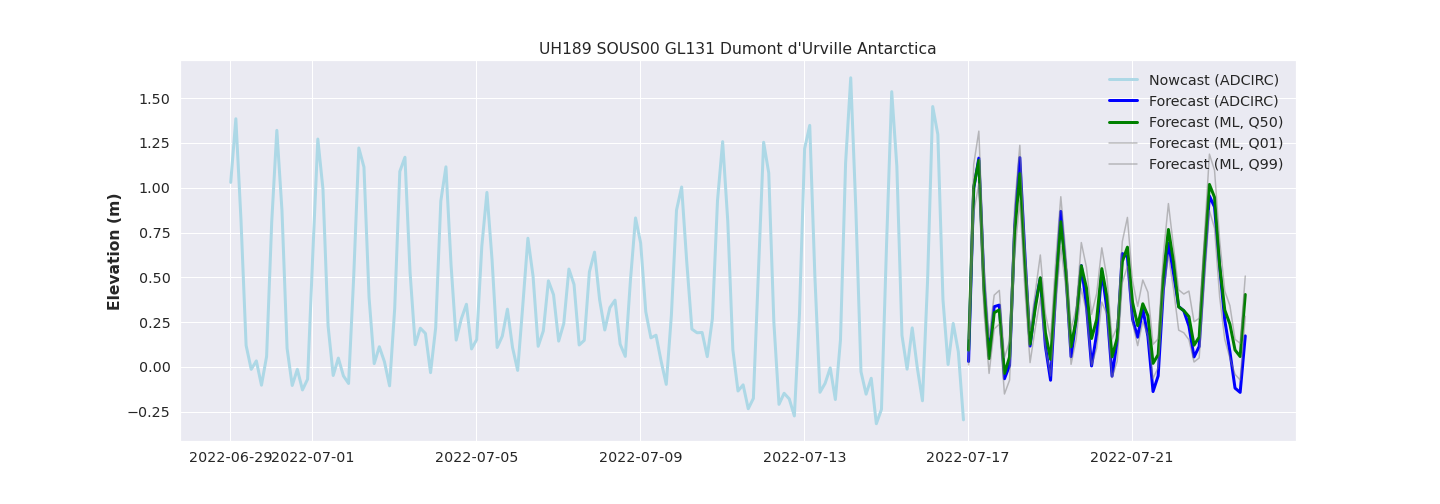 UH189 SOUS00 GL131 Dumont d'Urville Antarctica
Nowcast (ADCIRC)
Forecast (ADCIRC)
Forecast (ML, Q50)
Forecast (ML, Q01)
Forecast (ML, Q99)
Elevation (m)
1.50
1.25
1.00
0.75
0.50
0.25
0.00
−0.25
2022-06-29 2022-07-01 2022-07-05 2022-07-09 2022-07-13 2022-07-17 2022-07-21